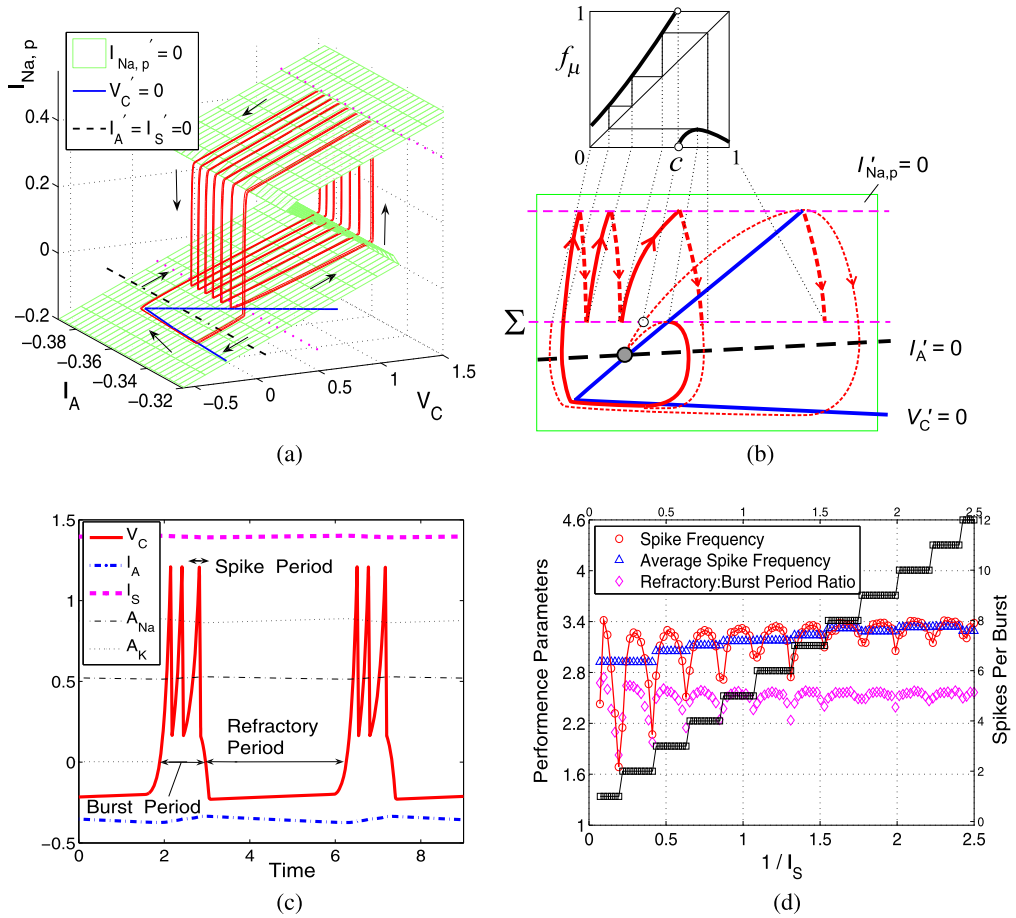 I_Na,p' = 0
V_C' = 0
I_A' = I_S' = 0
I_Na, p
0.4
0.2
0
−0.2
−0.38
−0.36
−0.34
−0.32
I_A
−0.5
0
0.5
1
1.5
V_C
(a)
1
f_μ
0
c
1
I'_Na,p = 0
Σ
I_A' = 0
V_C' = 0
(b)
1.5
1
0.5
0
−0.5
V_C
I_A
I_S
A_Na
A_K
Spike Period
Refractory
Period
Burst Period
0
2
4
6
8
Time
(c)
0
0.5
1
1.5
2
2.5
4.6
4
3.4
2.8
2.2
1.6
1
Performence Parameters
Spike Frequency
Average Spike Frequency
Refractory:Burst Period Ratio
12
10
8
6
4
2
0
Spikes Per Burst
0
0.5
1
1.5
2
2.5
1 / I_S
(d)